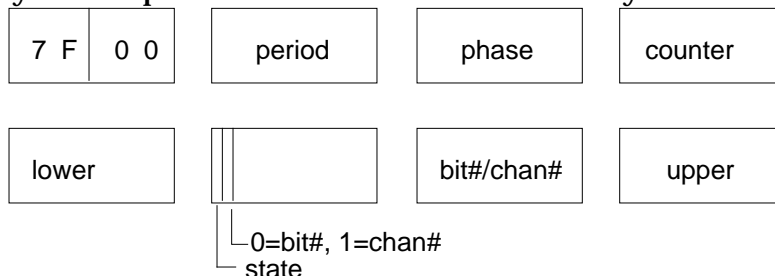 7 F 0 0 period phase counter
lower bit#/chan# upper
0=bit#, 1=chan#
state